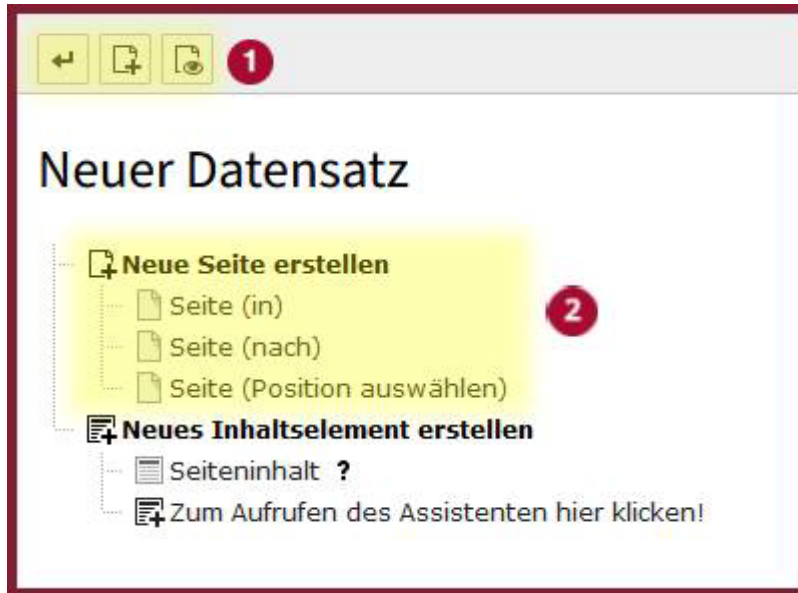 1
Neuer Datensatz
Neue Seite erstellen
Seite (in)
2
Seite (nach)
Seite (Position auswählen)
Neues Inhaltselement erstellen
Seiteninhalt ?
Zum Aufrufen des Assistenten hier klicken!